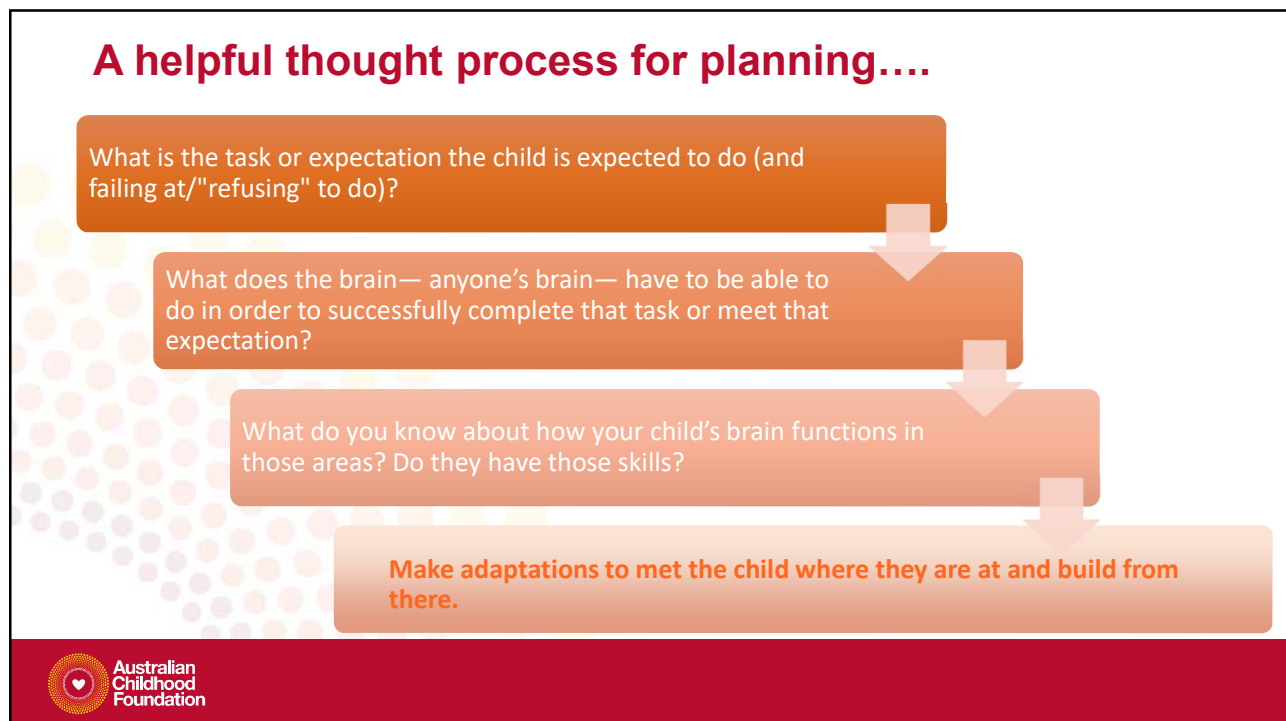 A helpful thought process for planning....
What is the task or expectation the child is expected to do (and
failing at/"refusing" to do)?
What does the brain— anyone’s brain— have to be able to
do in order to successfully complete that task or meet that
expectation?
What do you know about how your child’s brain functions in
those areas? Do they have those skills?
Make adaptations to met the child where they are at and build from
there.
Australian
Childhood
Foundation